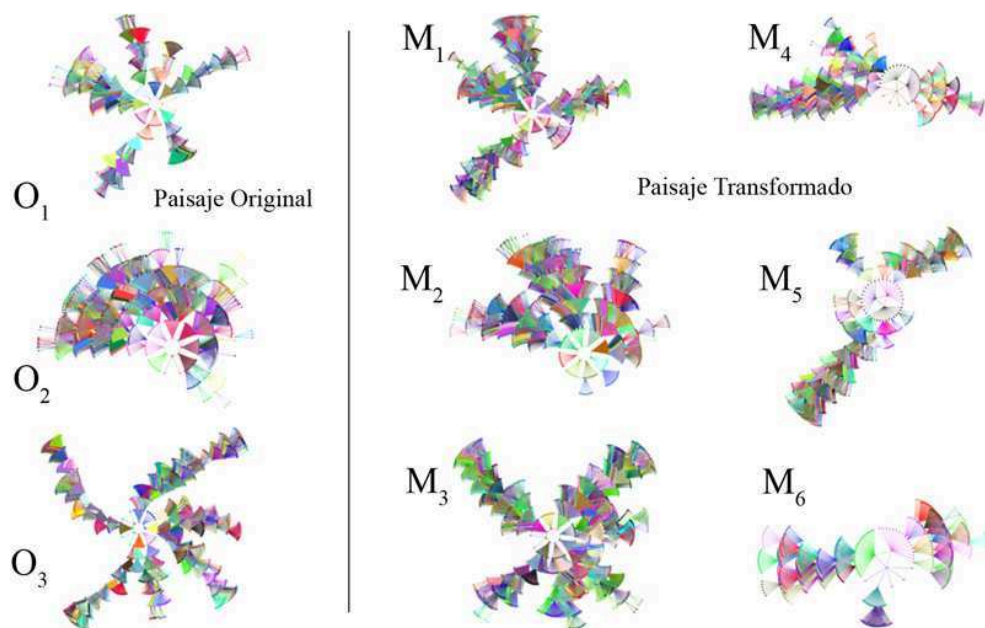 O1
Paisaje Original
O2
O3
M1
M4
Paisaje Transformado
M2
M5
M3
M6